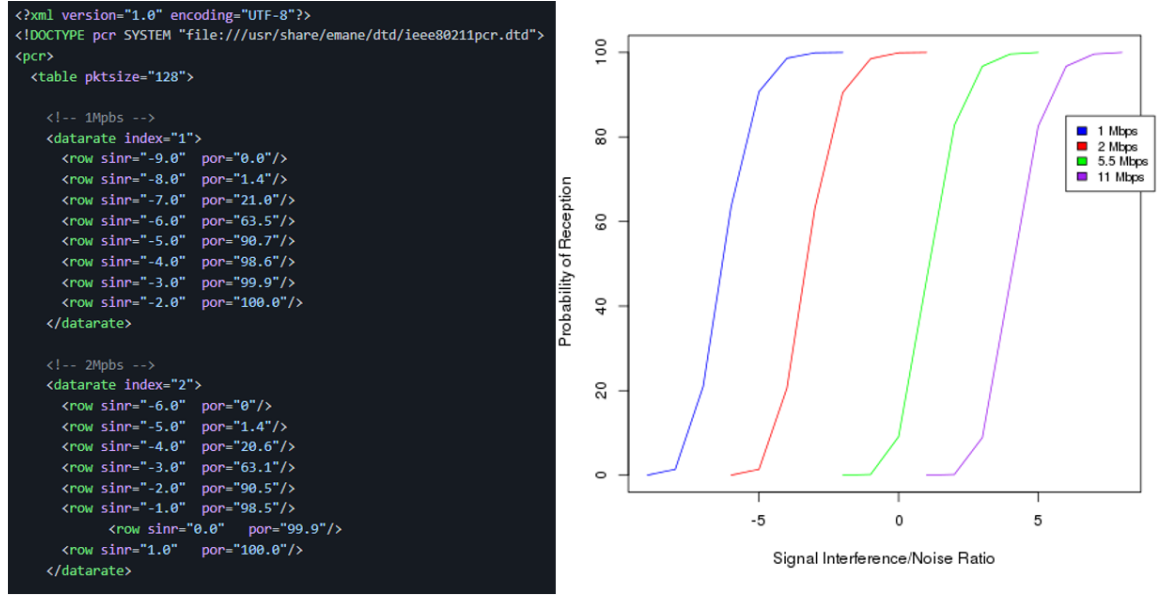 <?xml version="1.0" encoding="UTF-8"?>
<!DOCTYPE pcr SYSTEM "file:///usr/share/emane/dtd/ieee80211pcr.dtd">
<pcr>
<table pktsize="128">
<!-- 1Mpbs -->
<datarate index="1">
<row sinr="-9.0" por="0.0"/>
<row sinr="-8.0" por="1.4"/>
<row sinr="-7.0" por="21.0"/>
<row sinr="-6.0" por="63.5"/>
<row sinr="-5.0" por="90.7"/>
<row sinr="-4.0" por="98.6"/>
<row sinr="-3.0" por="99.9"/>
<row sinr="-2.0" por="100.0"/>
</datarate>
<!-- 2Mpbs -->
<datarate index="2">
<row sinr="-6.0" por="0"/>
<row sinr="-5.0" por="1.4"/>
<row sinr="-4.0" por="20.6"/>
<row sinr="-3.0" por="63.1"/>
<row sinr="-2.0" por="90.5"/>
<row sinr="-1.0" por="98.5"/>
<row sinr="0.0" por="99.9"/>
<row sinr="1.0" por="100.0"/>
</datarate>
Probability of Reception
100
80
60
40
20
0
1 Mbps
2 Mbps
5.5 Mbps
11 Mbps
-5 0 5
Signal Interference/Noise Ratio